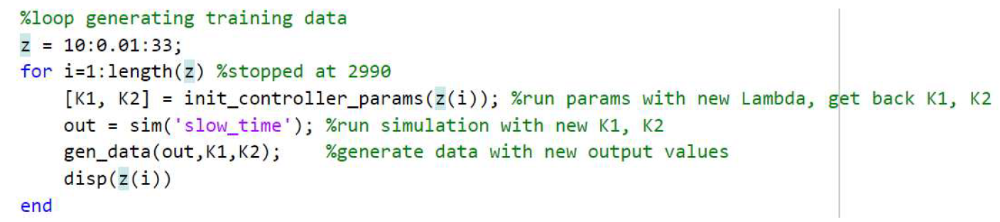 %loop generating training data
z = 10:0.01:33;
for i=1:length(z) %stopped at 2990
    [K1, K2] = init_controller_params(z(i)); %run params with new Lambda, get back K1, K2
    out = sim('slow_time'); %run simulation with new K1, K2
    gen_data(out,K1,K2);    %generate data with new output values
    disp(z(i))
end